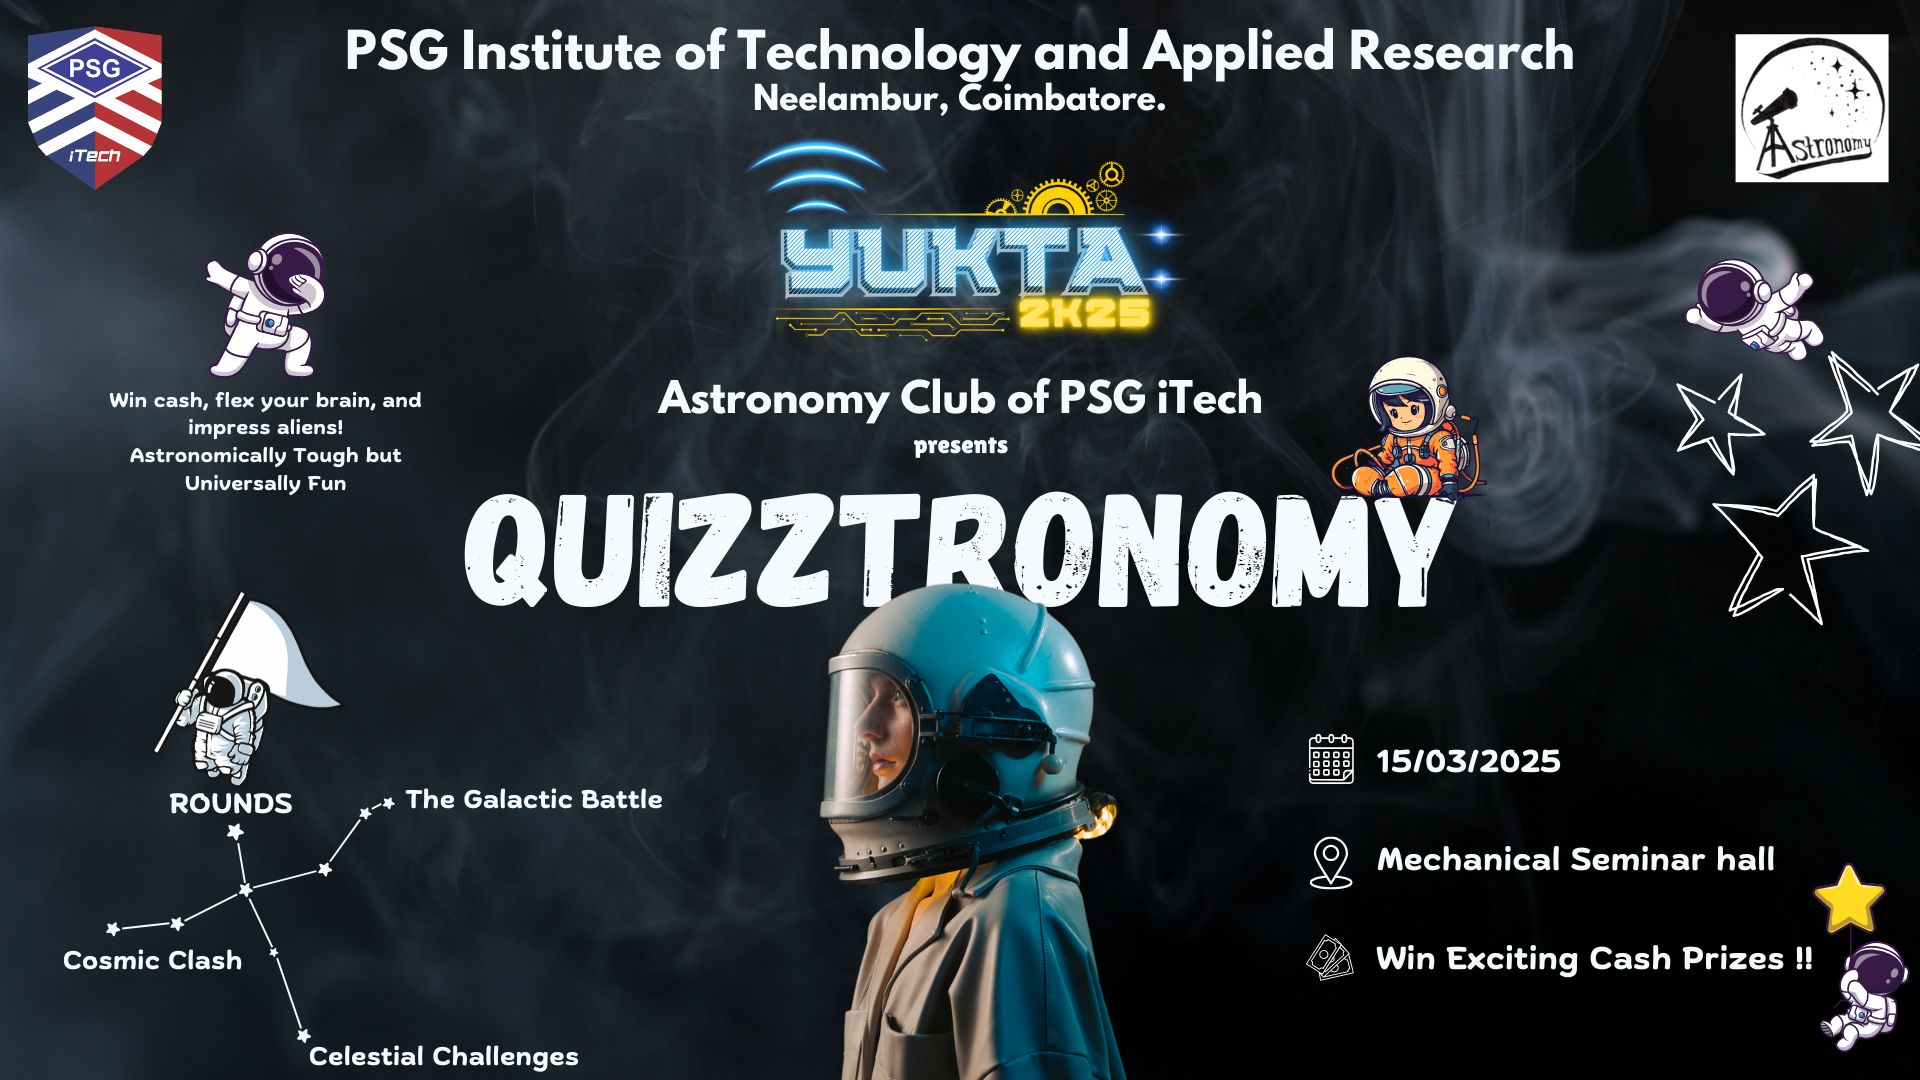 PSG Institute of Technology and Applied Research
Neelambur, Coimbatore.
PSG
iTech
Astronomy
YUKTA
2K25
Win cash, flex your brain, and
impress aliens!
Astronomically Tough but
Universally Fun
Astronomy Club of PSG iTech
presents
QUIZZTRONOMY
ROUNDS
The Galactic Battle
Cosmic Clash
Celestial Challenges
15/03/2025
Mechanical Seminar hall
Win Exciting Cash Prizes !!